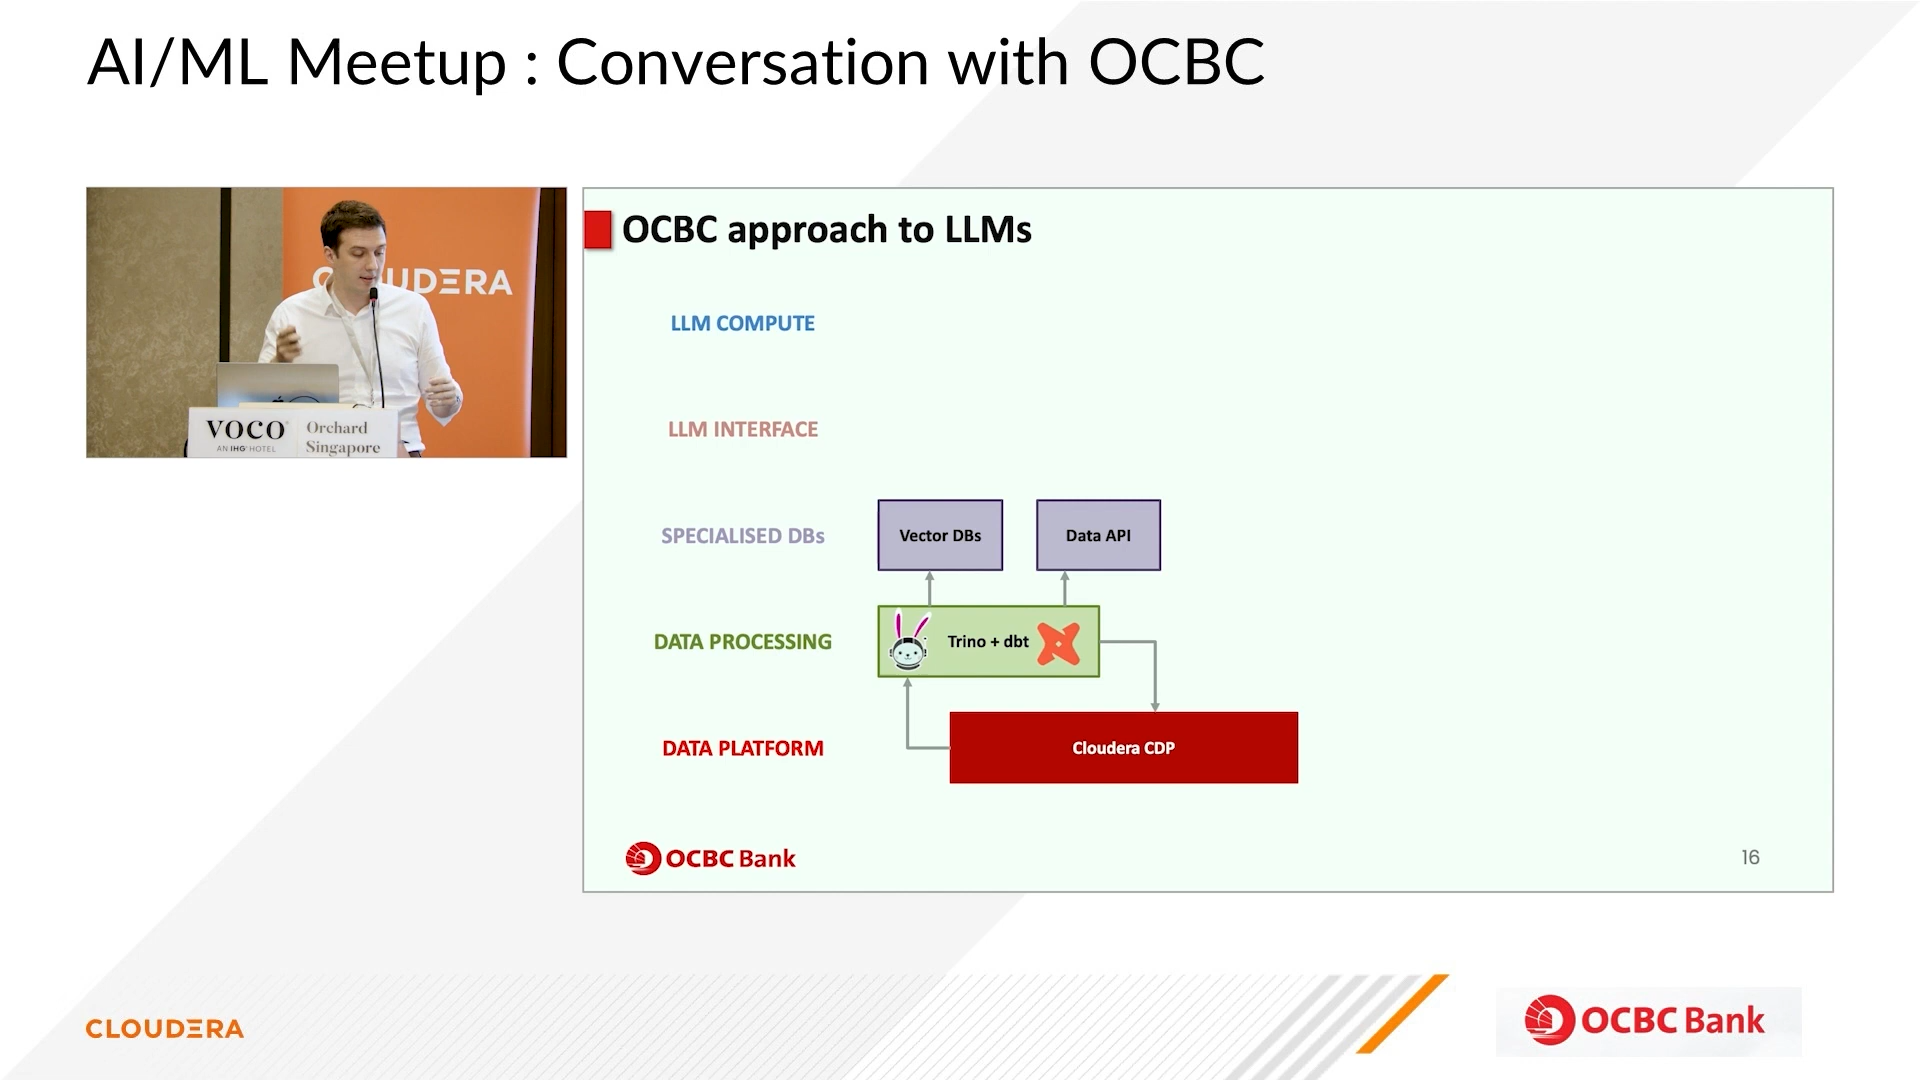 AI/ML Meetup : Conversation with OCBC
CLOUDERA
VOCO
AN IHG HOTEL
Orchard
Singapore
OCBC approach to LLMs
LLM COMPUTE
LLM INTERFACE
SPECIALISED DBs
Vector DBs
Data API
DATA PROCESSING
Trino + dbt
DATA PLATFORM
Cloudera CDP
OCBC Bank
16
CLOUDERA
OCBC Bank